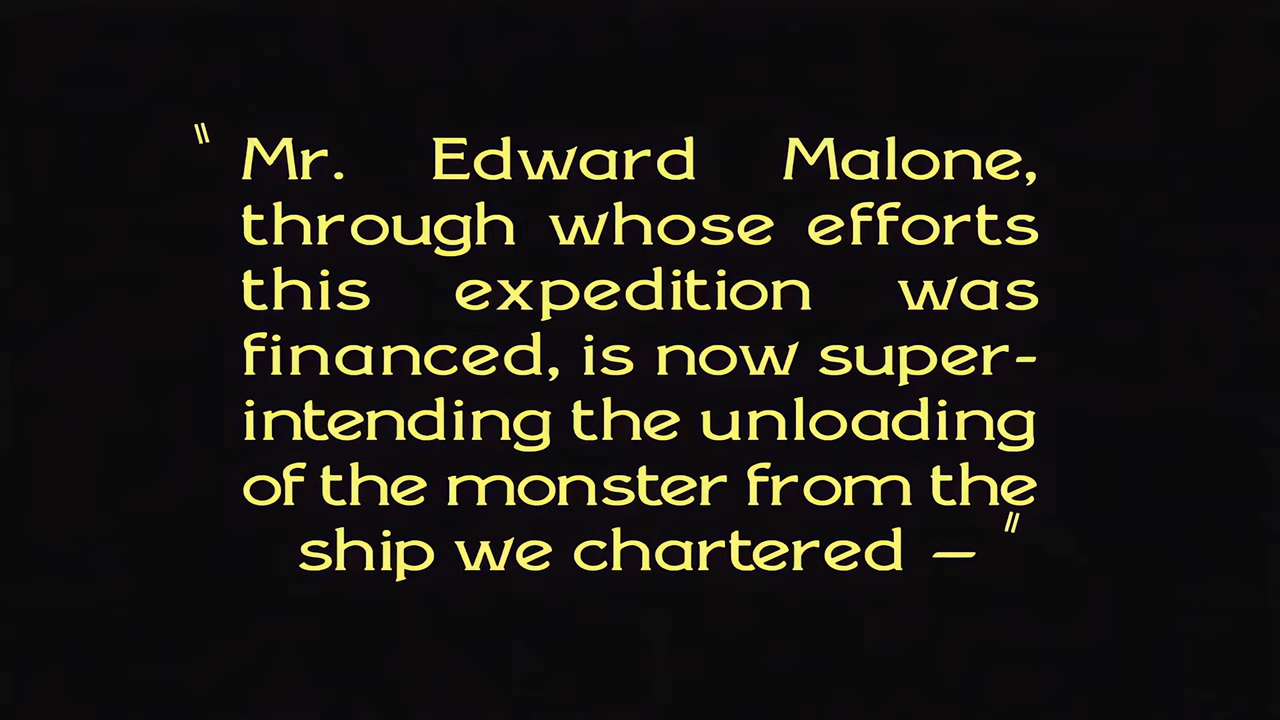 "Mr. Edward Malone,
through whose efforts
this expedition was
financed, is now super-
intending the unloading
of the monster from the
ship we chartered — "